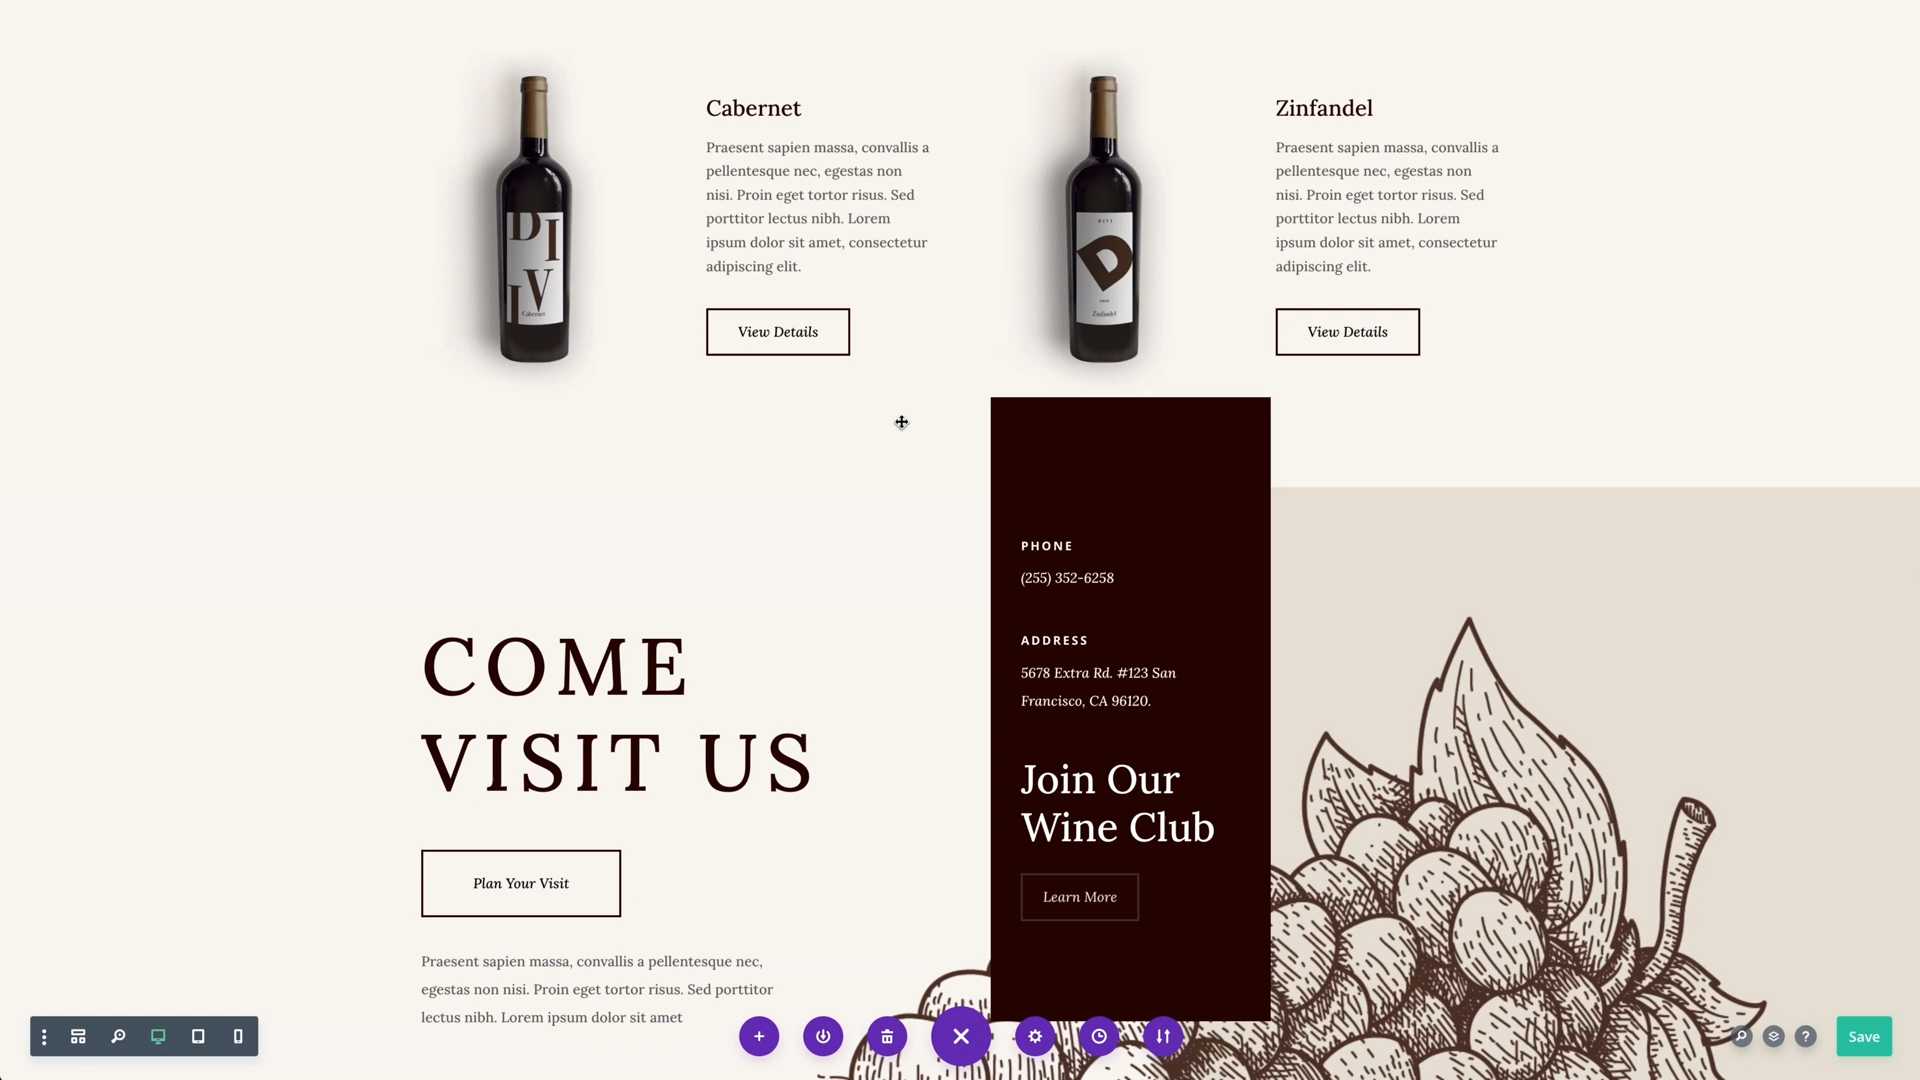 Cabernet
Praesent sapien massa, convallis a
pellentesque nec, egestas non
nisi. Proin eget tortor risus. Sed
porttitor lectus nibh. Lorem
ipsum dolor sit amet, consectetur
adipiscing elit.
View Details
DI
VI
Cabernet
Zinfandel
Praesent sapien massa, convallis a
pellentesque nec, egestas non
nisi. Proin eget tortor risus. Sed
porttitor lectus nibh. Lorem
ipsum dolor sit amet, consectetur
adipiscing elit.
View Details
DIVI
D
Zinfandel
COME
VISIT US
Plan Your Visit
Praesent sapien massa, convallis a pellentesque nec,
egestas non nisi. Proin eget tortor risus. Sed porttitor
lectus nibh. Lorem ipsum dolor sit amet
PHONE
(255) 352-6258
ADDRESS
5678 Extra Rd. #123 San
Francisco, CA 96120.
Join Our
Wine Club
Learn More
?
Save